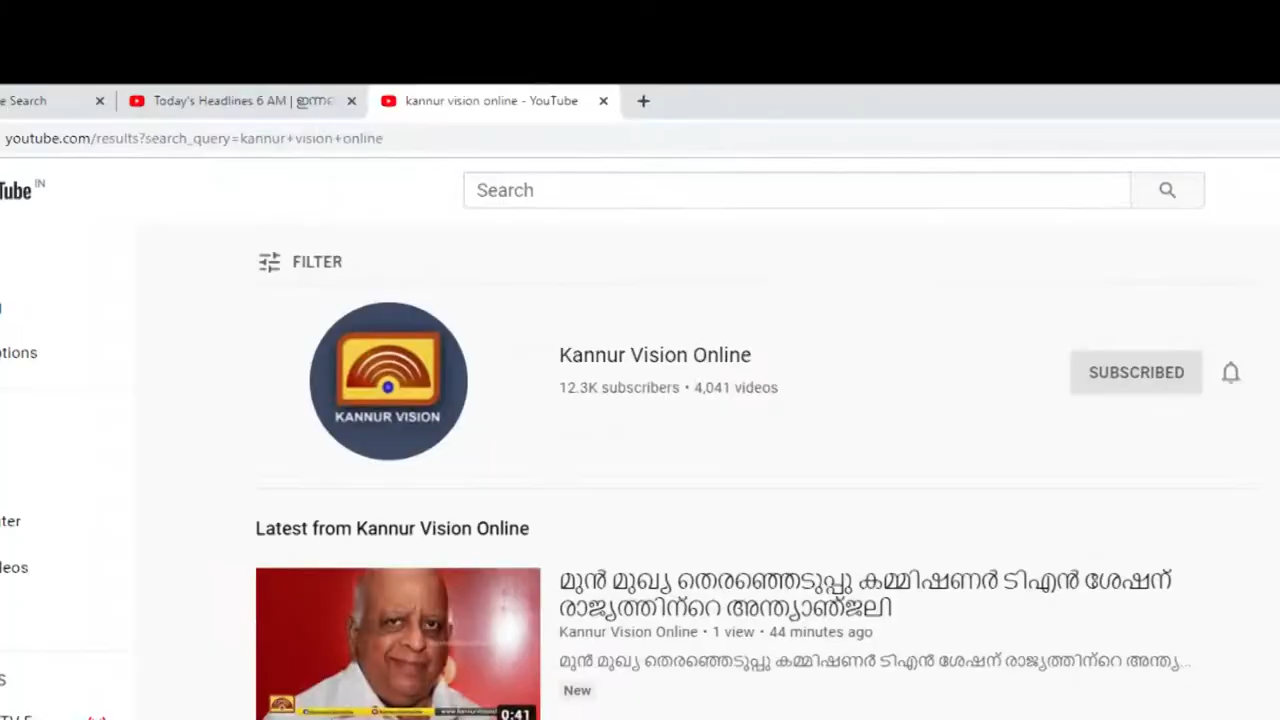 e Search
Today's Headlines 6 AM |
kannur vision online - YouTube
youtube.com/results?search_query=kannur+vision+online
Tube IN
Search
FILTER
KANNUR VISION
Kannur Vision Online
12.3K subscribers • 4,041 videos
SUBSCRIBED
otions
Latest from Kannur Vision Online
മുൻ മുഖ്യ തെരഞ്ഞെടുപ്പു കമ്മിഷണർ ടിഎൻ ശേഷന്
രാജ്യത്തിന്റെ അന്ത്യാഞ്ജലി
Kannur Vision Online • 1 view • 44 minutes ago
മുൻ മുഖ്യ തെരഞ്ഞെടുപ്പു കമ്മിഷണർ ടിഎൻ ശേഷന് രാജ്യത്തിന്റെ അന്ത്യ...
New
0:41
ter
eos
S